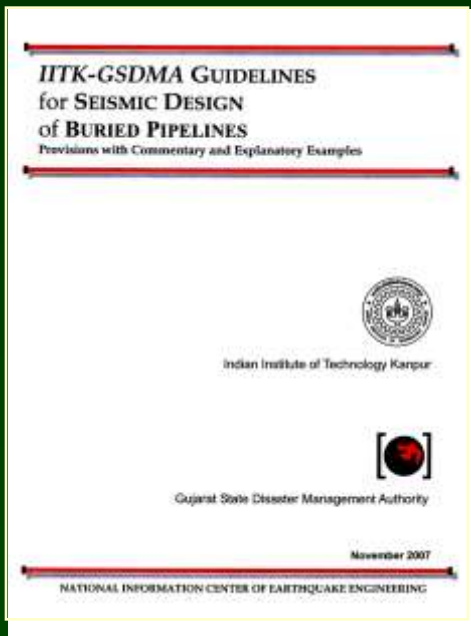 IITK-GSDMA GUIDELINES
for SEISMIC DESIGN
of BURIED PIPELINES
Provisions with Commentary and Explanatory Examples
Indian Institute of Technology Kanpur
Gujarat State Disaster Management Authority
November 2007
NATIONAL INFORMATION CENTER OF EARTHQUAKE ENGINEERING